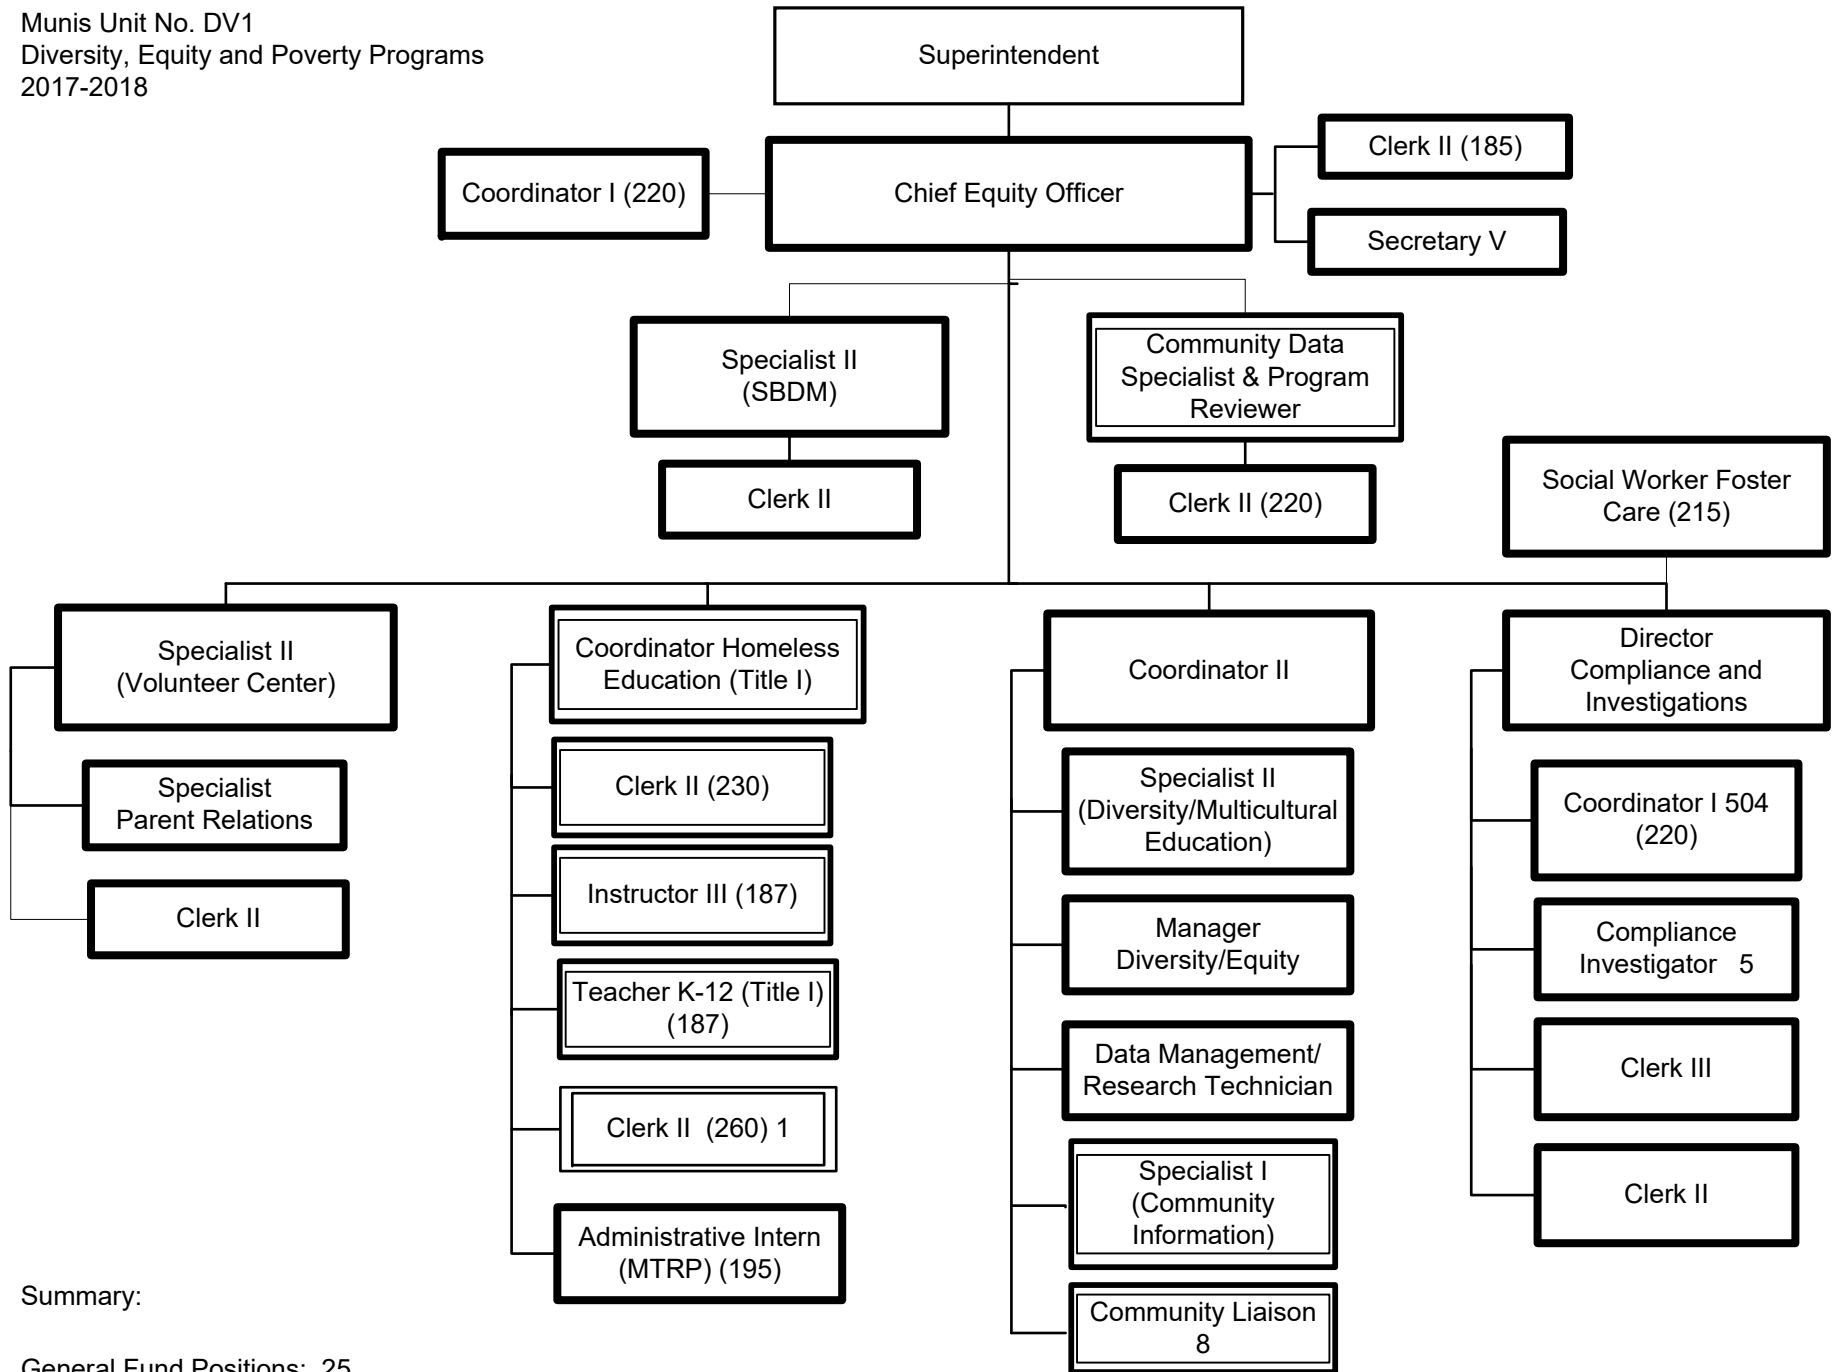 Munis Unit No. DV1
Diversity, Equity and Poverty Programs
2017-2018
Superintendent
Coordinator I (220)
Chief Equity Officer
Clerk II (185)
Secretary V
Specialist II
(SBDM)
Community Data
Specialist & Program
Reviewer
Clerk II
Clerk II (220)
Social Worker Foster
Care (215)
Specialist II
(Volunteer Center)
Specialist
Parent Relations
Clerk II
Coordinator Homeless
Education (Title I)
Clerk II (230)
Instructor III (187)
Teacher K-12 (Title I)
(187)
Clerk II (260) 1
Administrative Intern
(MTRP) (195)
Coordinator II
Specialist II
(Diversity/Multicultural
Education)
Manager
Diversity/Equity
Data Management/
Research Technician
Specialist I
(Community
Information)
Community Liaison
8
Director
Compliance and
Investigations
Coordinator I 504
(220)
Compliance
Investigator 5
Clerk III
Clerk II
Summary:
General Fund Positions: 25